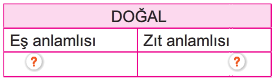 DOĞAL
Eş anlamlısı Zıt anlamlısı
? ?